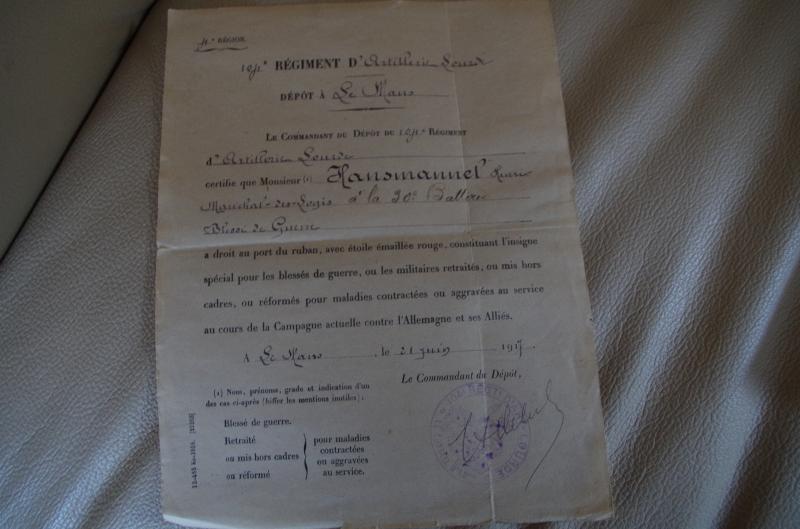 4e RÉGION
104e RÉGIMENT D'Artillerie Lourde
DÉPÔT A Le Mans
LE COMMANDANT DU DÉPÔT DU 104e RÉGIMENT
d'Artillerie Lourde
certifie que Monsieur (1) Hansmannel Henri
Maréchal-des-Logis à la 30e Batterie
Blessé de Guerre
a droit au port du ruban, avec étoile émaillée rouge, constituant l'insigne
spécial pour les blessés de guerre, ou les militaires retraités, ou mis hors
cadres, ou réformés pour maladies contractées ou aggravées au service
au cours de la Campagne actuelle contre l'Allemagne et ses Alliés.
A Le Mans, le 21 juin 1917.
Le Commandant du Dépôt,
(1) Nom, prénoms, grade et indication d'un
des cas ci-après (biffer les mentions inutiles) :
Blessé de guerre.
Retraité
ou mis hors cadres
ou réformé
pour maladies
contractées
ou aggravées
au service.